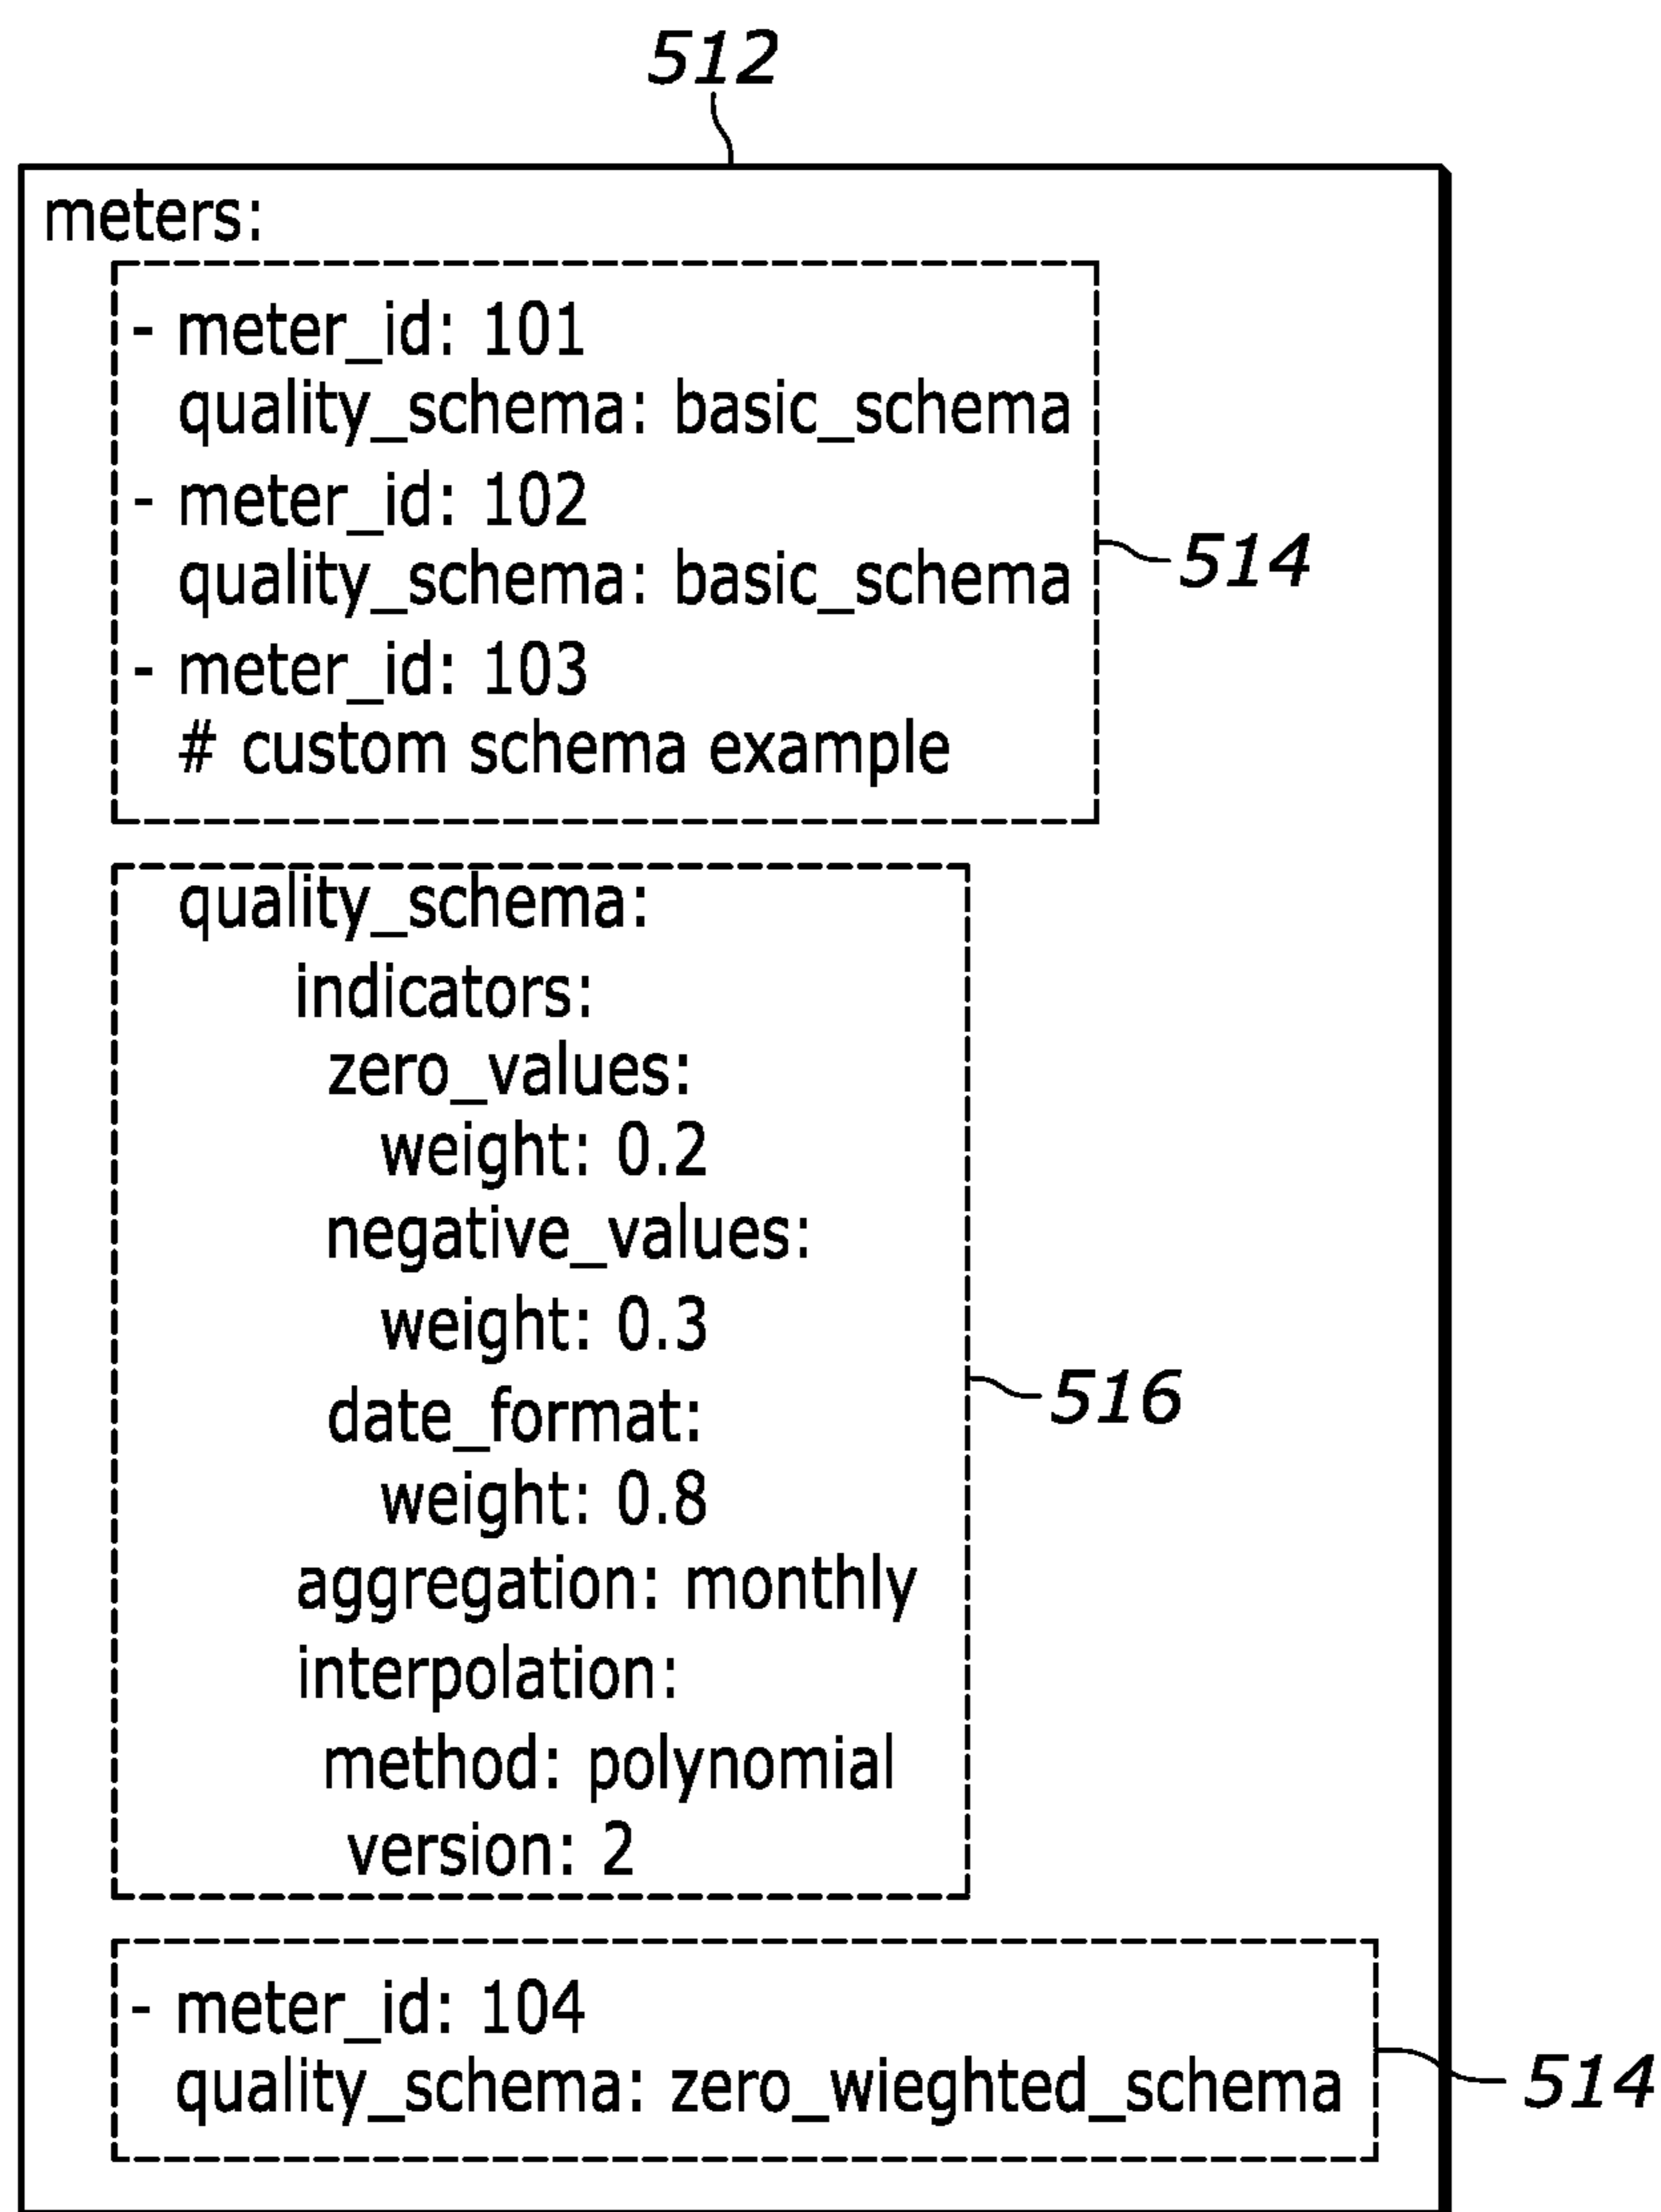 512
meters:
- meter_id: 101
quality_schema: basic_schema
- meter_id: 102
quality_schema: basic_schema
514
- meter_id: 103
# custom schema example
quality_schema:
indicators:
zero_values:
weight: 0.2
negative_values:
weight: 0.3
516
date_format:
weight: 0.8
aggregation: monthly
interpolation:
method: polynomial
version: 2
- meter_id: 104
quality_schema: zero_wieghted_schema
514